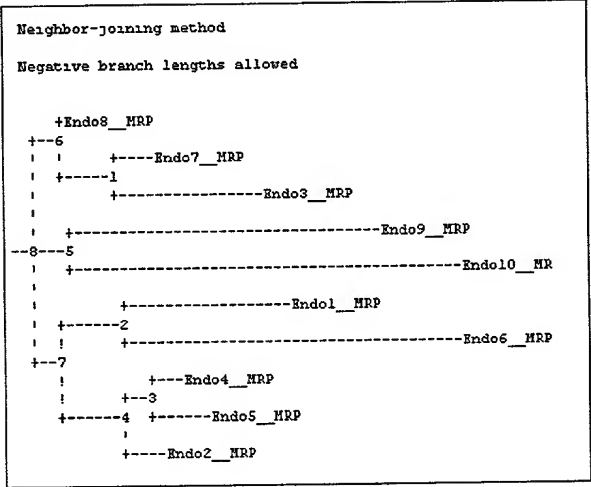 Neighbor-joining method
Negative branch lengths allowed
+Endo8__MRP
+--6
! ! +----Endo7__MRP
! +-----1
! +----------------Endo3__MRP
!
! +----------------------------------Endo9__MRP
--8---5
! +-------------------------------------------Endo10__MR
!
! +------------------Endo1__MRP
! +------2
! ! +-------------------------------------Endo6__MRP
+--7
! +---Endo4__MRP
! +--3
+------4 +-------Endo5__MRP
!
+----Endo2__MRP